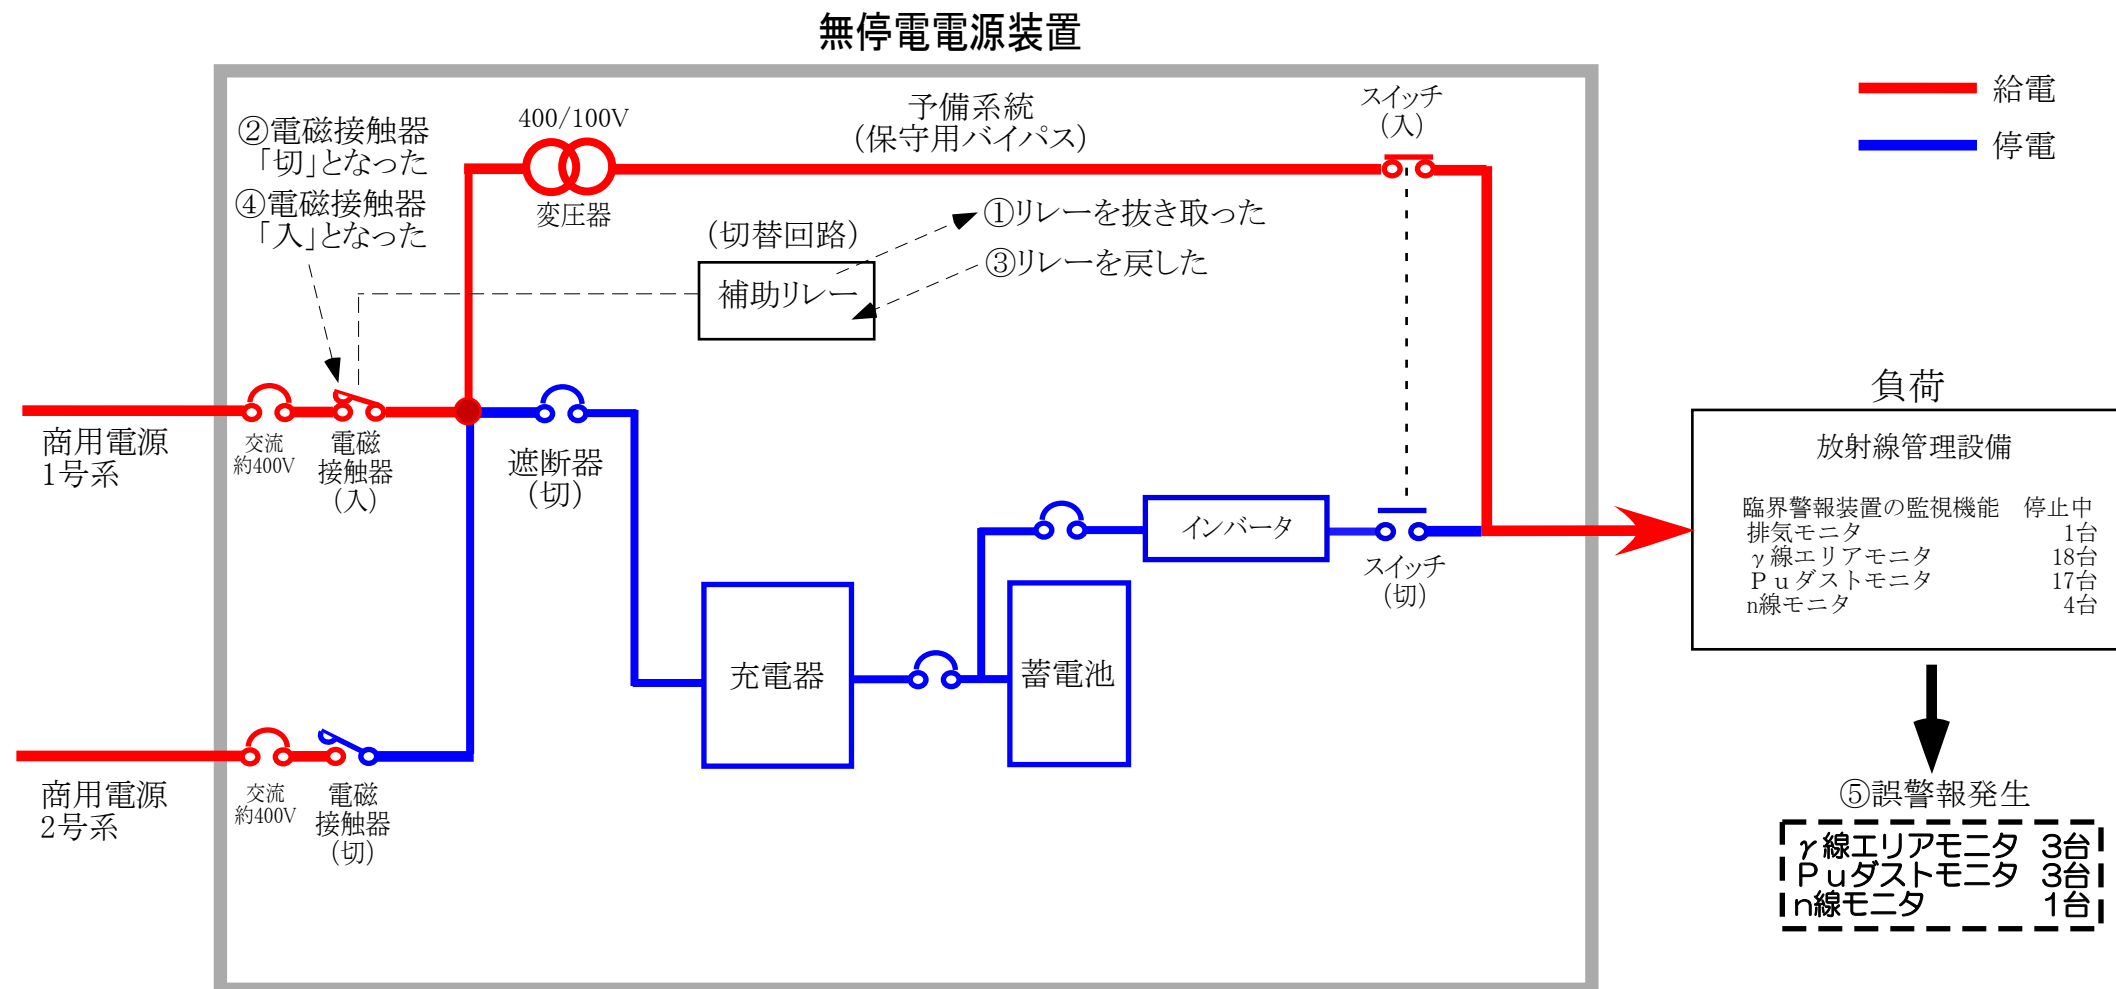 無停電電源装置
給電
停電
②電磁接触器
「切」となった
④電磁接触器
「入」となった
400/100V
変圧器
予備系統
(保守用バイパス)
スイッチ
(入)
(切替回路)
補助リレー
①リレーを抜き取った
③リレーを戻した
商用電源
1号系
交流
約400V
電磁
接触器
(入)
遮断器
(切)
充電器
蓄電池
インバータ
スイッチ
(切)
商用電源
2号系
交流
約400V
電磁
接触器
(切)
負荷
放射線管理設備
臨界警報装置の監視機能 停止中
排気モニタ 1台
γ線エリアモニタ 18台
Puダストモニタ 17台
n線モニタ 4台
⑤誤警報発生
γ線エリアモニタ 3台
Puダストモニタ 3台
n線モニタ 1台